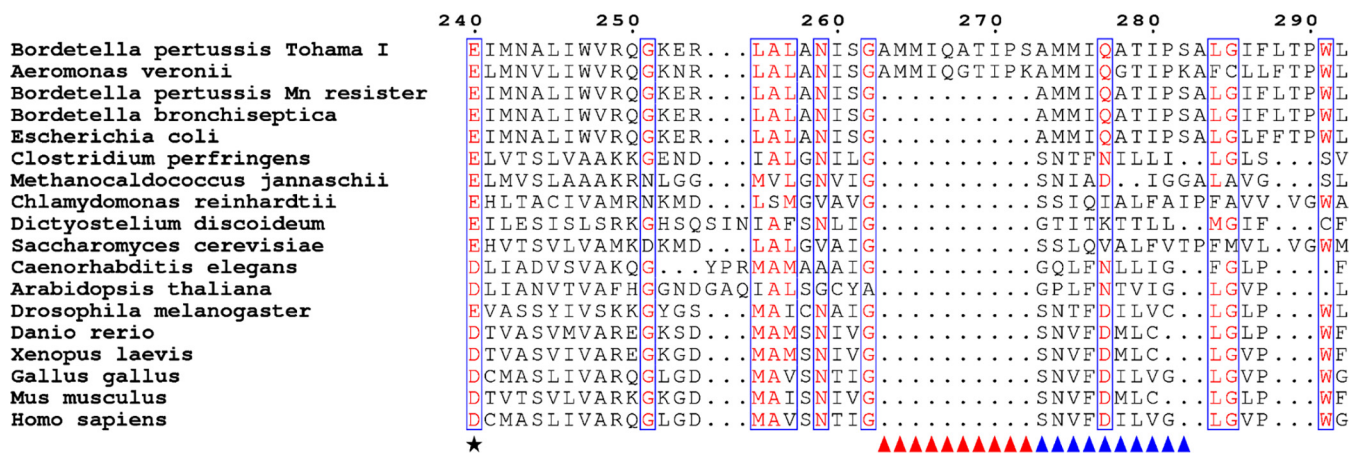 240 250 260 270 280 290
Bordetella pertussis Tohama I EIMNALIWVRQGKER...LALANISGAMMIQATIPSAMMIQATIPSALGIFLTPWL
Aeromonas veronii ELMNVLIWVRQGKNR...LALANISGAMMIQGTIPKAMMIQGTIPKAFCLLFTPWL
Bordetella pertussis Mn resister EIMNALIWVRQGKER...LALANISG..........AMMIQATIPSALGIFLTPWL
Bordetella bronchiseptica EIMNALIWVRQGKER...LALANISG..........AMMIQATIPSALGIFLTPWL
Escherichia coli EIMNALIWVRQGKER...LALANISG..........AMMIQATIPSALGLFFTPWL
Clostridium perfringens ELVTSLVAAKKGEND...IALGNILG..........SNTFNILLI..LGLS...SV
Methanocaldococcus jannaschii ELMVSLAAAKRNLGG...MVLGNVIG..........SNIAD..IGGALAVG...SL
Chlamydomonas reinhardtii EHLTACIVAMRNKMD...LSMGVAVG..........SSIQIALFAIPFAVV.VGWA
Dictyostelium discoideum EILESISLSRKGHSQSINIAFSNLIG..........GTITKTTLL..MGIF...CF
Saccharomyces cerevisiae EHVTSVLVAMKDKMD...LALGVAIG..........SSLQVALFVTPFMVL.VGWM
Caenorhabditis elegans DLIADVSVAKQG...YPRMAMAAAIG..........GQLFNLLIG..FGLP....F
Arabidopsis thaliana DLIANVTVAFHGGNDGAQIALSGCYA..........GPLFNTVIG..LGVP....L
Drosophila melanogaster EVASSYIVSKKGYGS...MAICNAIG..........SNTFDILVC..LGLP...WL
Danio rerio DTVASVMVAREGKSD...MAMSNIVG..........SNVFDMLC...LGLP...WF
Xenopus laevis DTVASVIVAREGKGD...MAMSNIVG..........SNVFDMLC...LGVP...WF
Gallus gallus DCMASLIVARQGLGD...MAVSNTIG..........SNVFDILVG..LGVP...WG
Mus musculus DTVTSVLVARKGKGD...MAISNIVG..........SNVFDILVG..LGLP...WF
Homo sapiens DCMASLIVARQGLGD...MAVSNTIG..........SNVFDILVG..LGVP...WG